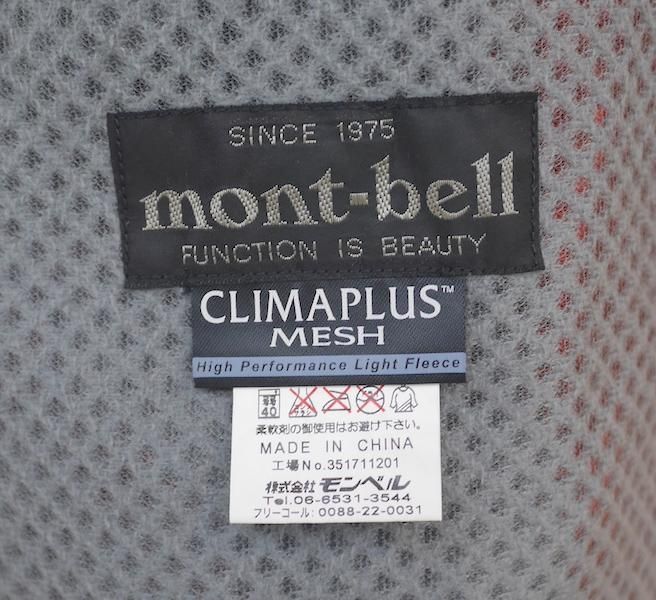 SINCE 1975
mont-bell
FUNCTION IS BEAUTY
CLIMAPLUS™
MESH
High Performance Light Fleece
弱
40
柔軟剤の御使用はお避け下さい。
MADE IN CHINA
工場No.351711201
株式会社モンベル
Tel.06-6531-3544
フリーコール：0088-22-0031